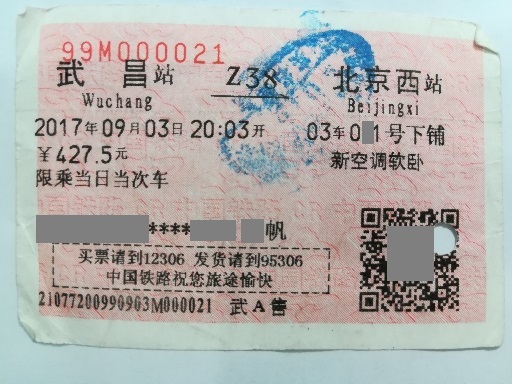 99M000021
武昌站 Z38 北京西站
Wuchang Beijingxi
2017年09月03日20:03开 03车0 1号下铺
￥427.5元 新空调软卧
限乘当日当次车
**** 帆
买票请到12306 发货请到95306
中国铁路祝您旅途愉快
21077200990903M000021 武A售